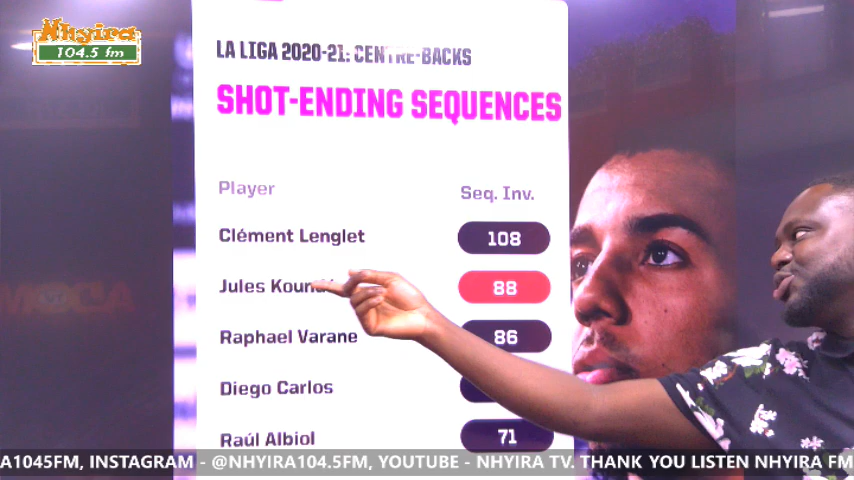 Nhyira
104.5 fm
LA LIGA 2020-21: CENTRE-BACKS
SHOT-ENDING SEQUENCES
Player Seq. Inv.
Clément Lenglet 108
Jules 88
Raphael Varane 86
Diego Carlos
Raúl Albiol 71
A1045FM, INSTAGRAM - @NHYIRA104.5FM, YOUTUBE - NHYIRA TV. THANK YOU LISTEN NHYIRA FM